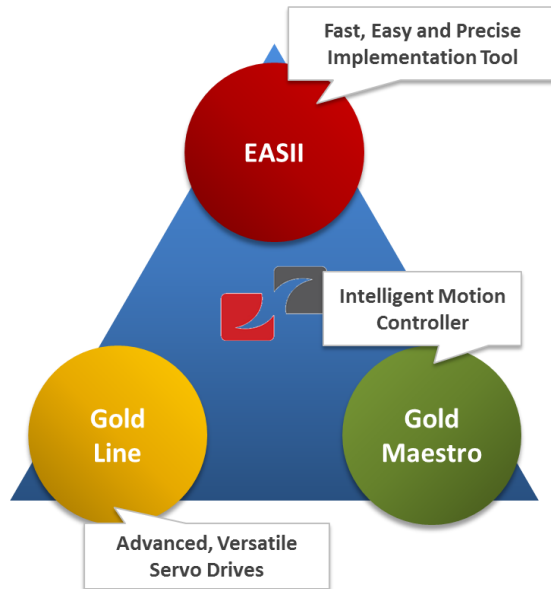 Fast, Easy and Precise
Implementation Tool
EASII
Intelligent Motion
Controller
Gold
Line
Gold
Maestro
Advanced, Versatile
Servo Drives